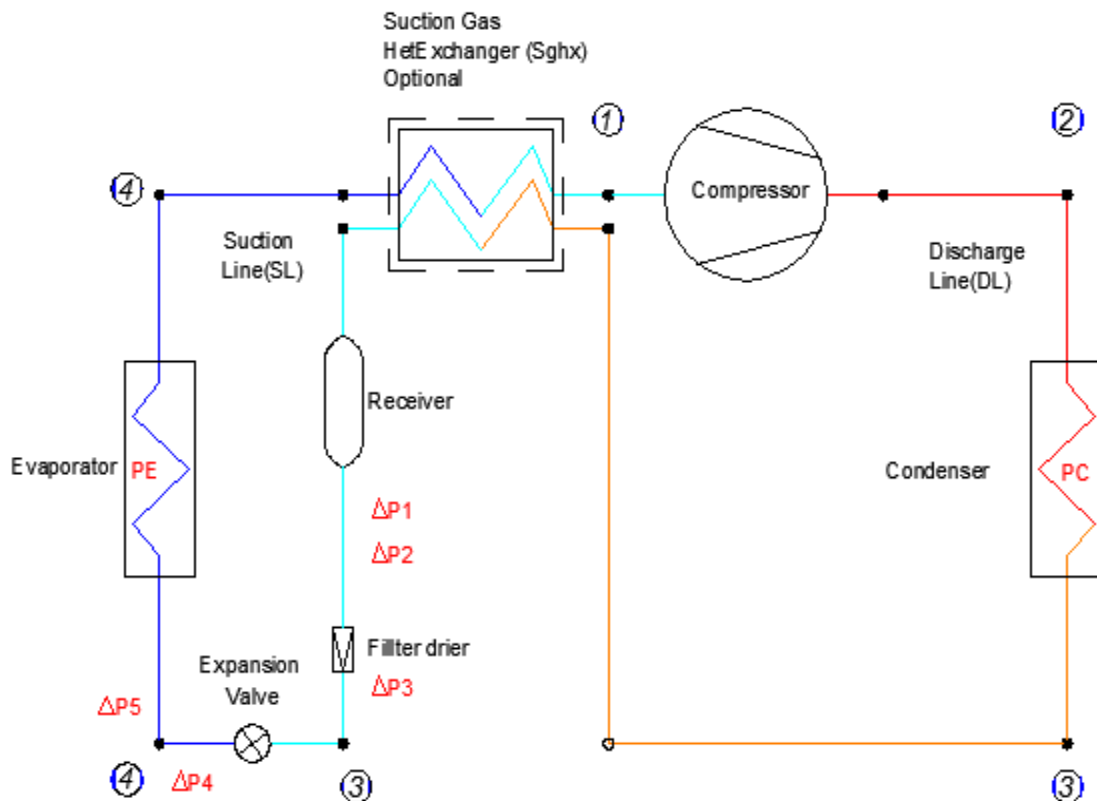 Suction Gas
HetExchanger (Sghx)
Optional
1
2
4
Compressor
Suction
Line(SL)
Discharge
Line(DL)
Receiver
Evaporator
PE
Condenser
PC
ΔP1
ΔP2
Fillter drier
Expansion
Valve
ΔP3
ΔP5
4
ΔP4
3
3